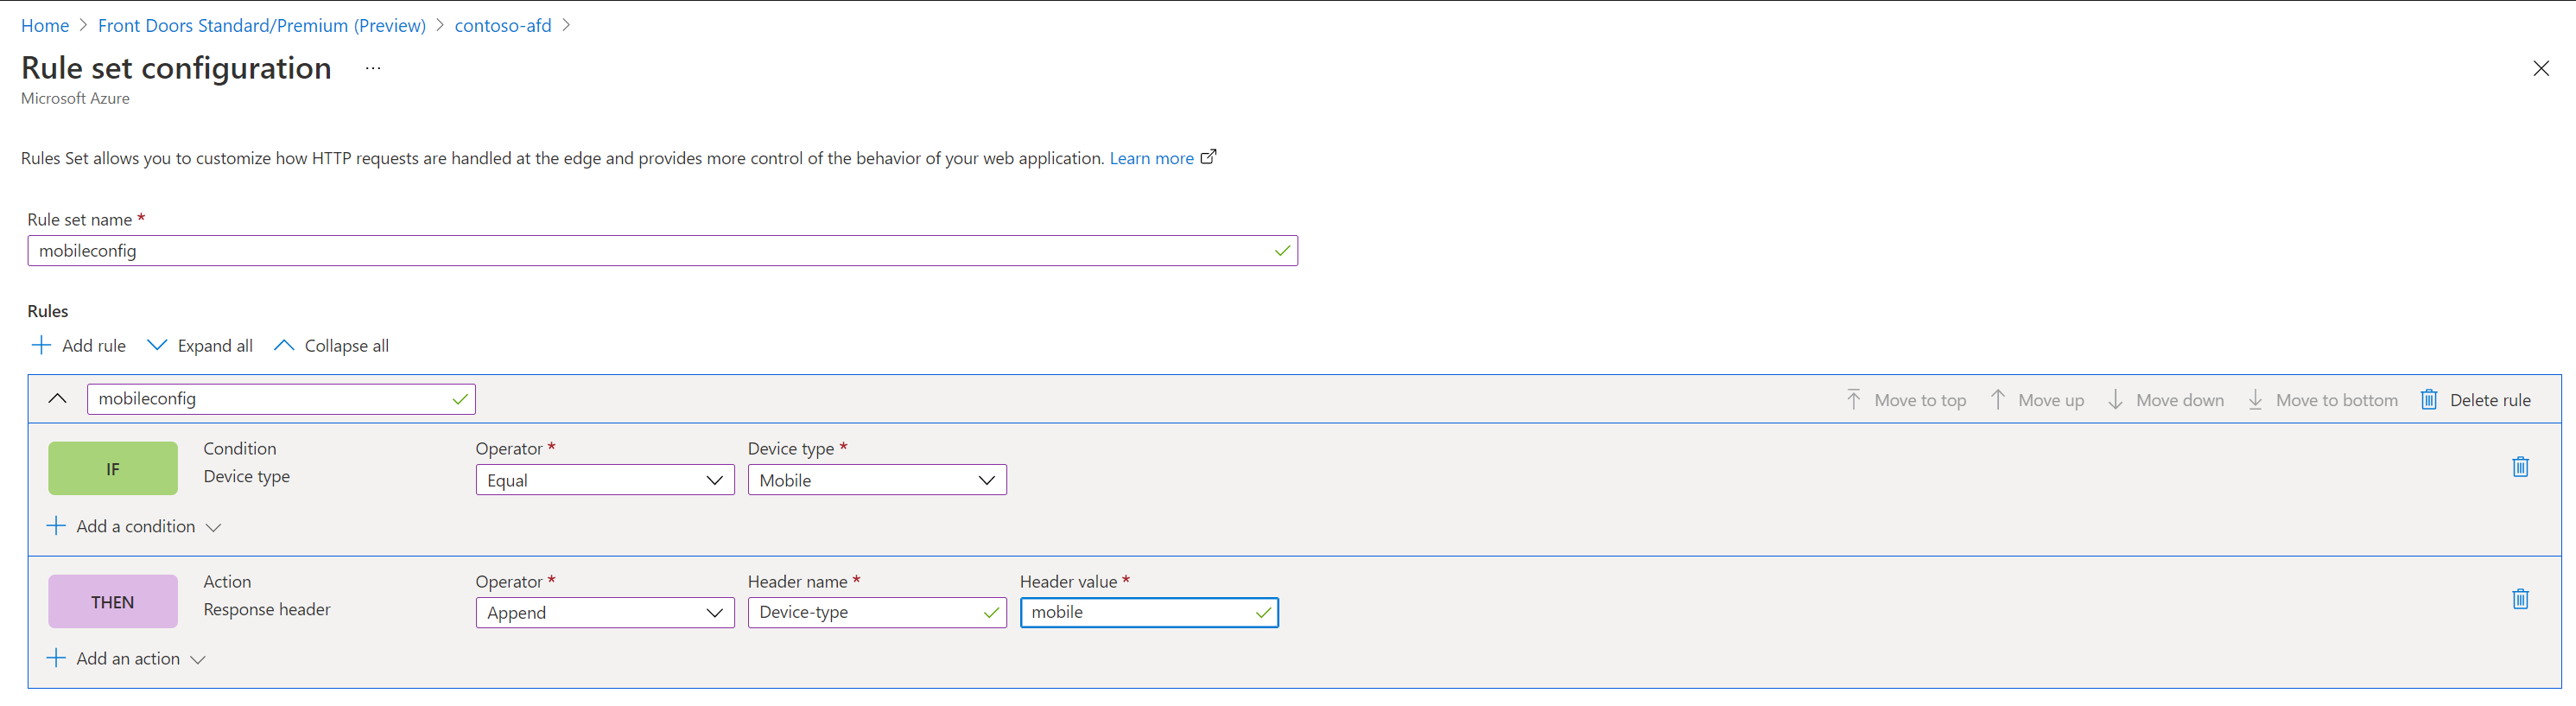 Home > Front Doors Standard/Premium (Preview) > contoso-afd >
Rule set configuration ...
Microsoft Azure
Rules Set allows you to customize how HTTP requests are handled at the edge and provides more control of the behavior of your web application. Learn more
Rule set name *
mobileconfig
Rules
Add rule Expand all Collapse all
mobileconfig Move to top Move up Move down Move to bottom Delete rule
Condition Operator * Device type *
IF Device type Equal Mobile
Add a condition
Action Operator * Header name * Header value *
THEN Response header Append Device-type mobile
Add an action